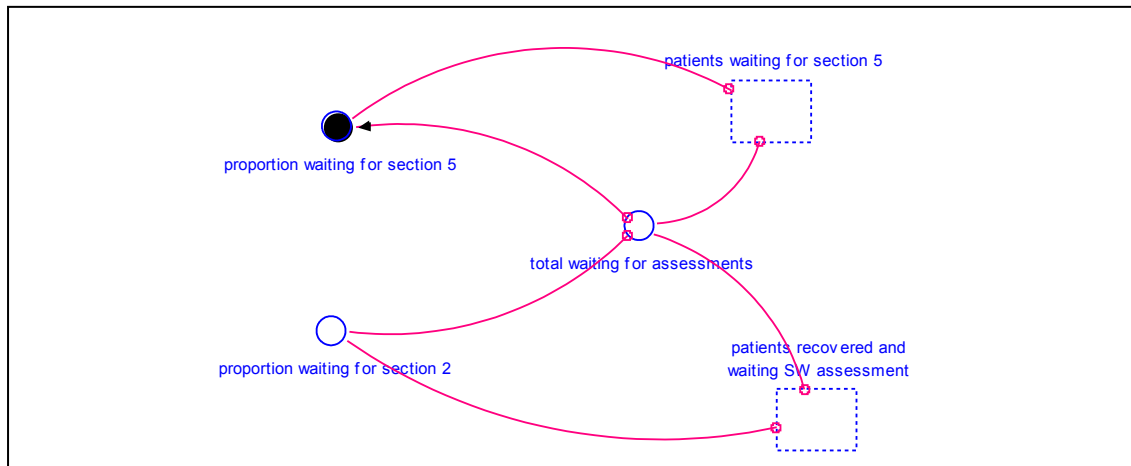 patients waiting for section 5
proportion waiting for section 5
total waiting for assessments
patients recovered and
waiting SW assessment
proportion waiting for section 2